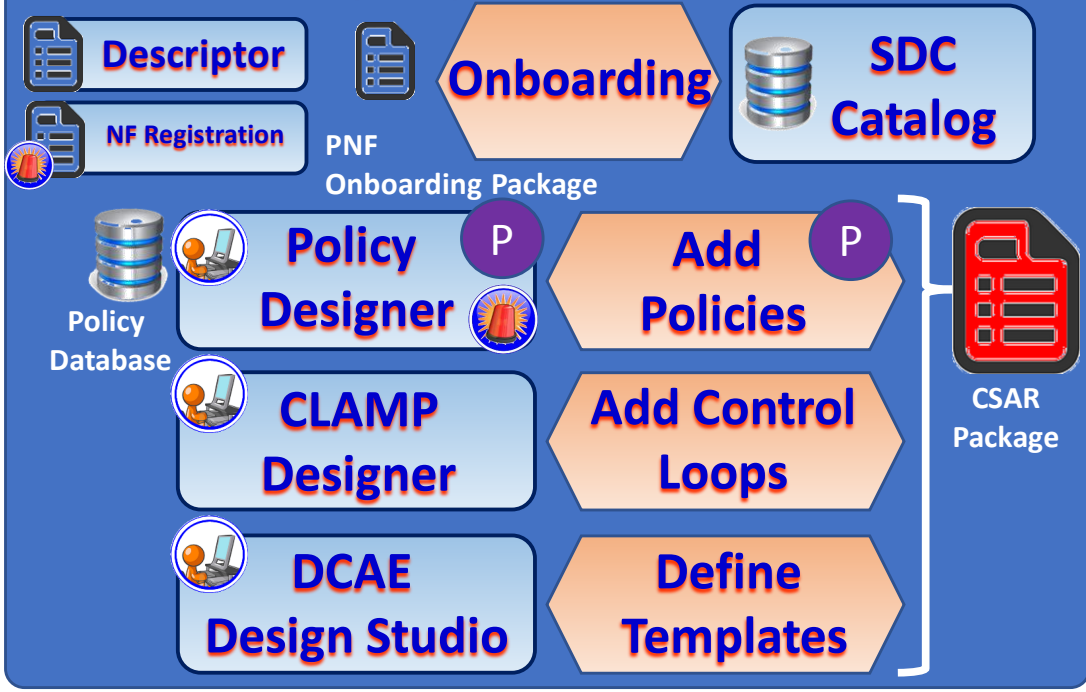 Descriptor
NF Registration
PNF
Onboarding Package
Onboarding
SDC
Catalog
Policy
Database
Policy
Designer
P
Add
Policies
P
CLAMP
Designer
Add Control
Loops
DCAE
Design Studio
Define
Templates
CSAR
Package